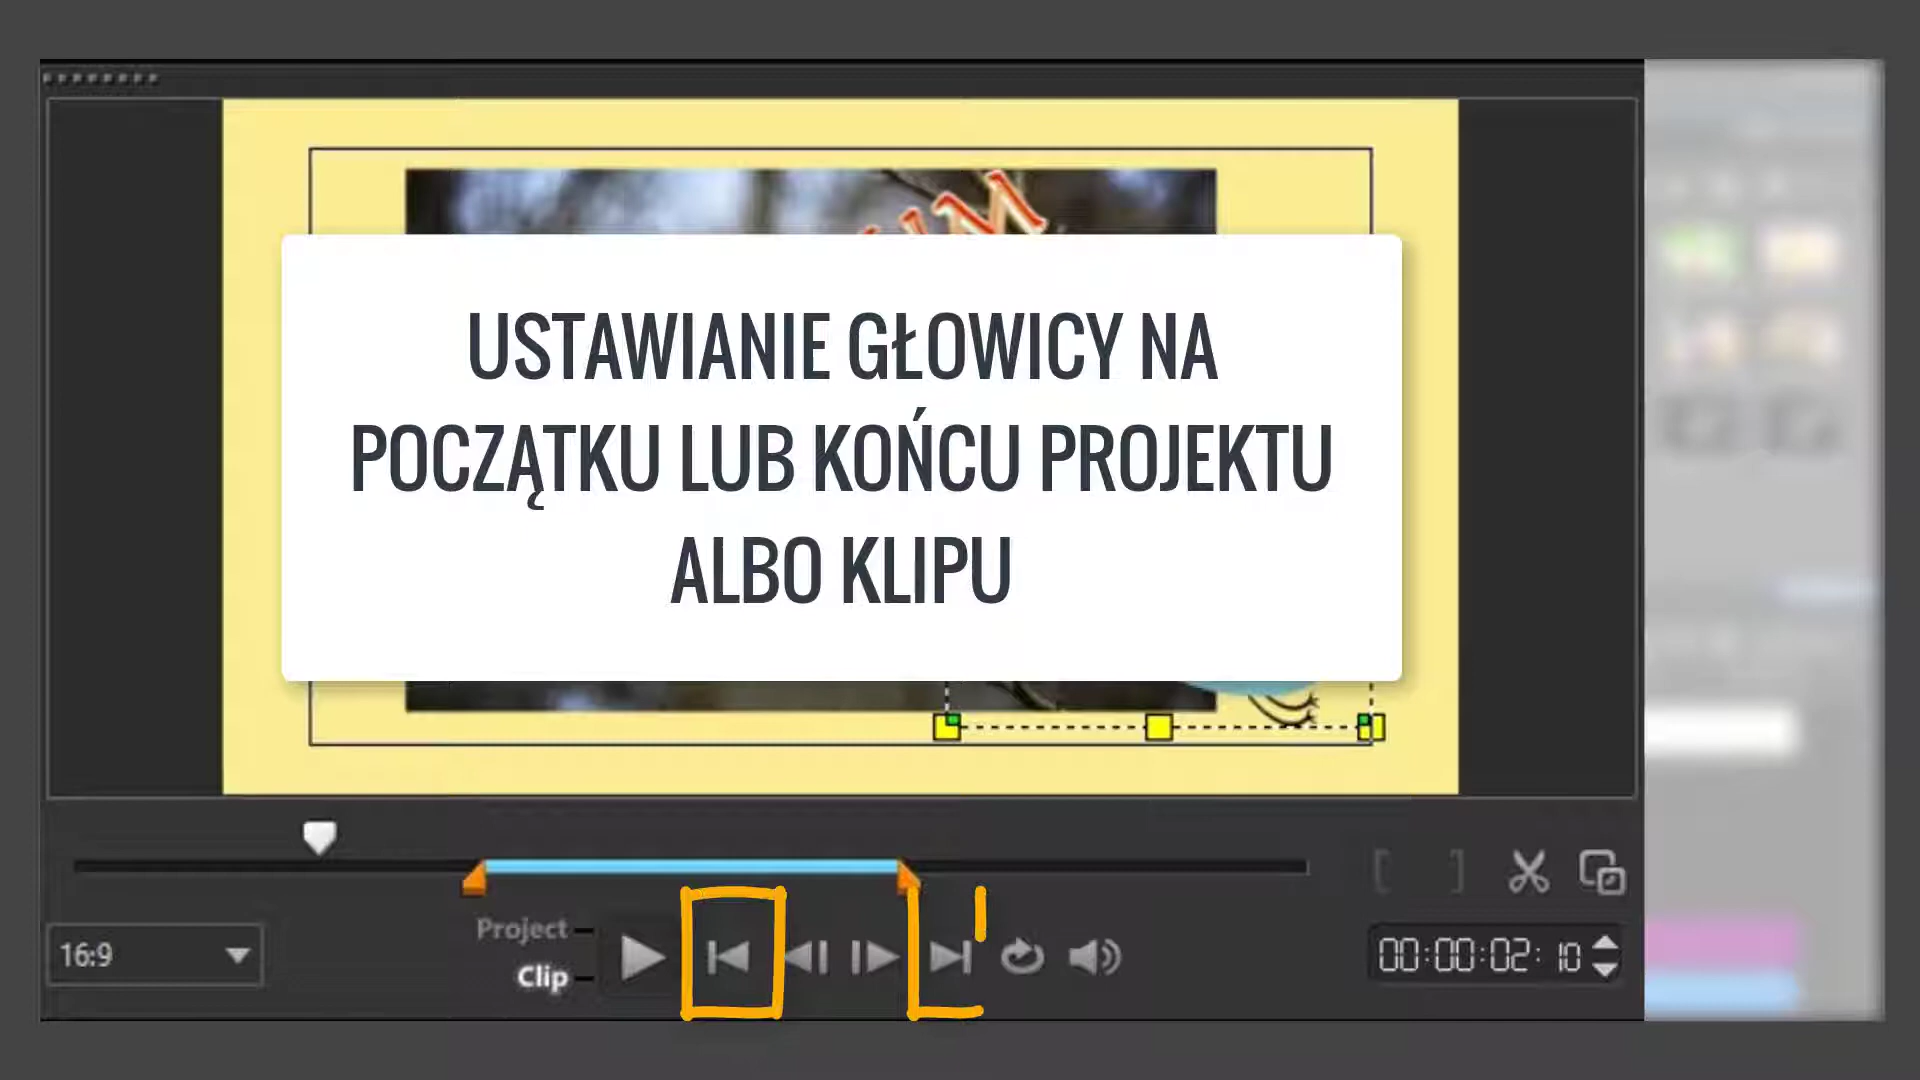 USTAWIANIE GŁOWICY NA
POCZĄTKU LUB KOŃCU PROJEKTU
ALBO KLIPU
16:9
Project
Clip
00:00:02:10